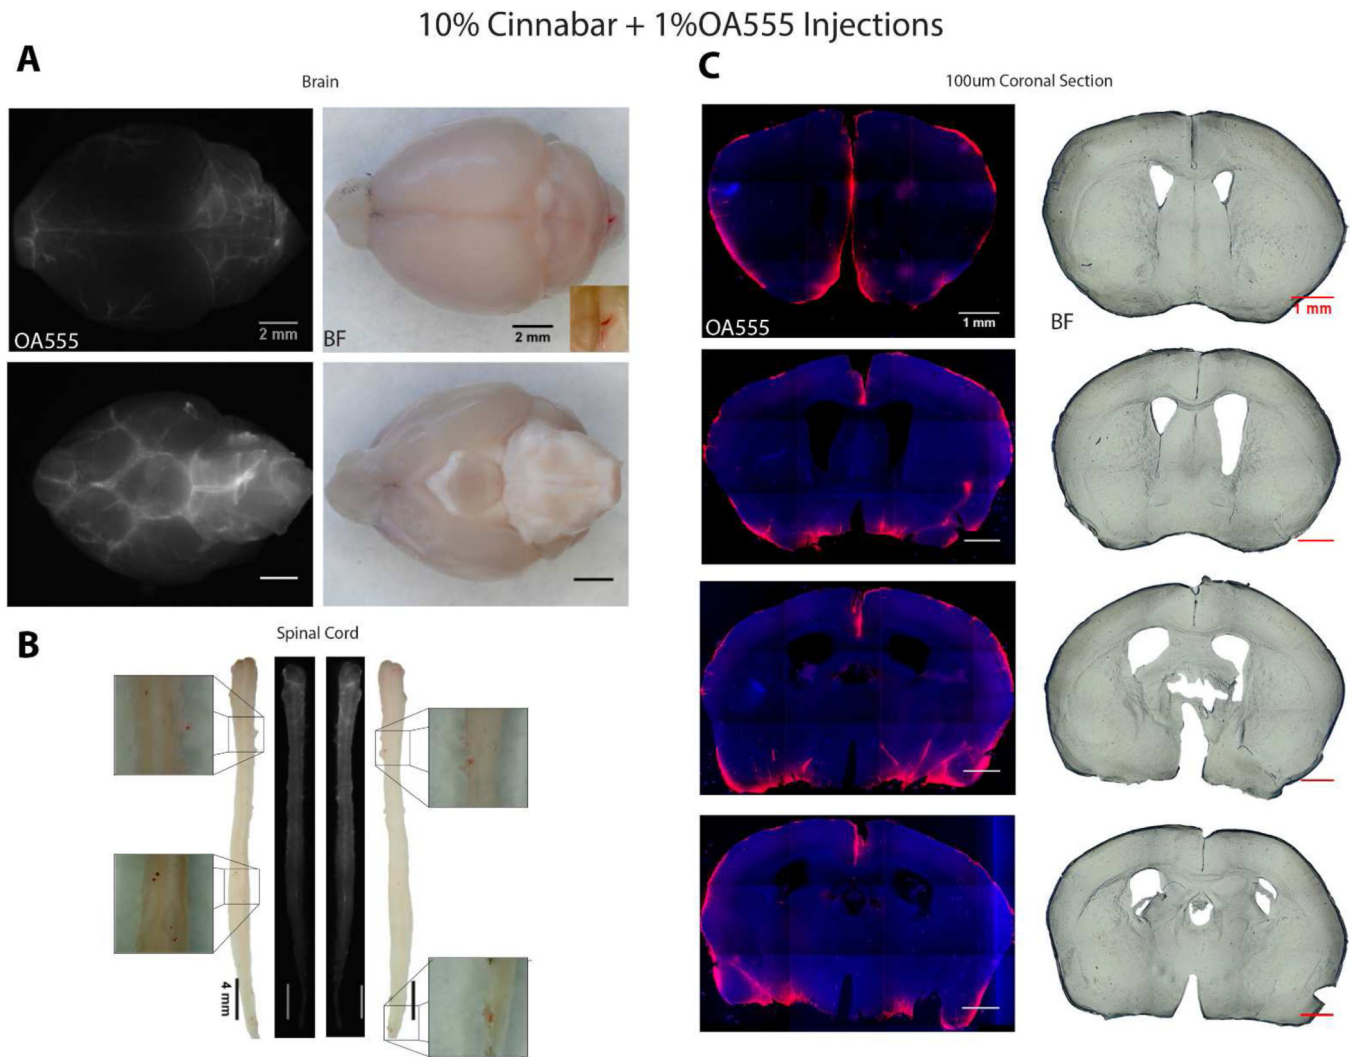 10% Cinnabar + 1%OA555 Injections
A
Brain
OA555
2 mm
BF
2 mm
B
Spinal Cord
4 mm
C
100um Coronal Section
OA555
1 mm
BF
1 mm